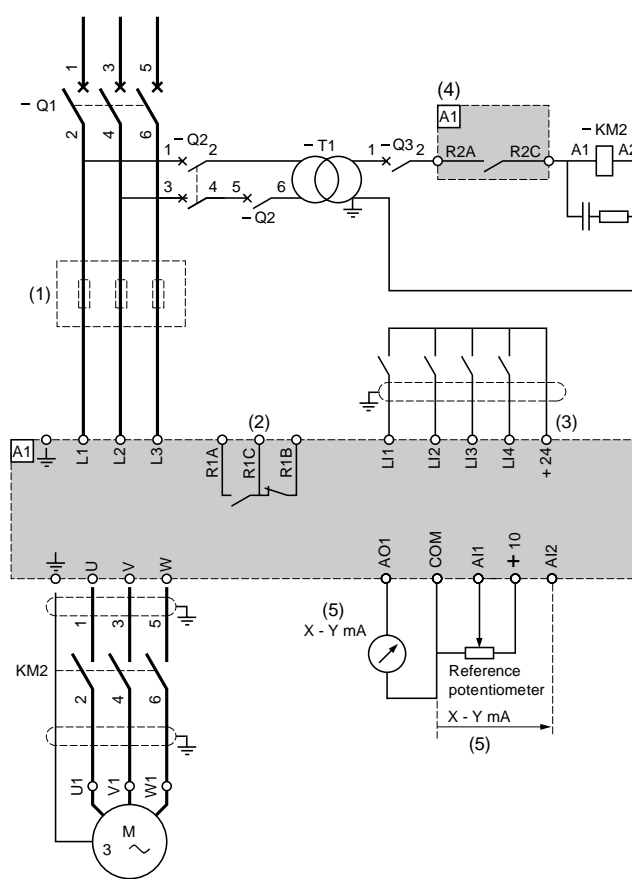 1 3 5
– Q1
2 4 6
(4)
A1
– Q2
1 2
– T1
– Q3
1 2
R2A R2C
– KM2
A1 A2
3 4 5 6
– Q2
(1)
(2)
(3)
A1
L1 L2 L3
R1A R1C R1B
LI1 LI2 LI3 LI4 + 24
U V W
AO1 COM AI1 + 10 AI2
1 3 5
(5)
X - Y mA
KM2
2 4 6
Reference
potentiometer
X - Y mA
(5)
U1 V1 W1
M
3